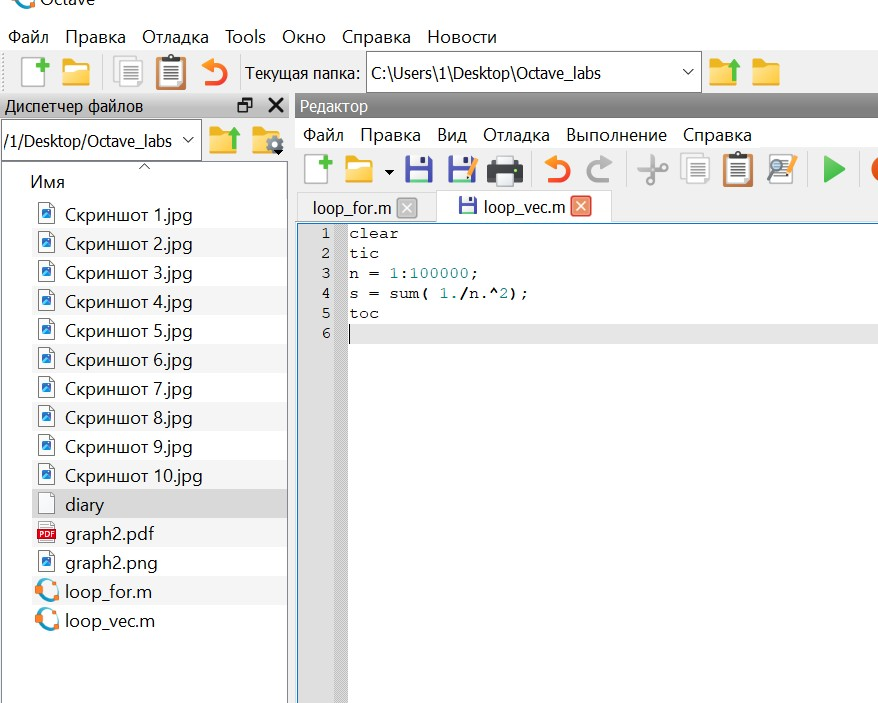 Octave
Файл Правка Отладка Tools Окно Справка Новости
Текущая папка: C:\Users\1\Desktop\Octave_labs
Диспетчер файлов
/1/Desktop/Octave_labs
Имя
Скриншот 1.jpg
Скриншот 2.jpg
Скриншот 3.jpg
Скриншот 4.jpg
Скриншот 5.jpg
Скриншот 6.jpg
Скриншот 7.jpg
Скриншот 8.jpg
Скриншот 9.jpg
Скриншот 10.jpg
diary
PDF graph2.pdf
graph2.png
loop_for.m
loop_vec.m
Редактор
Файл Правка Вид Отладка Выполнение Справка
loop_for.m loop_vec.m
1 clear
2 tic
3 n = 1:100000;
4 s = sum( 1./n.^2);
5 toc
6